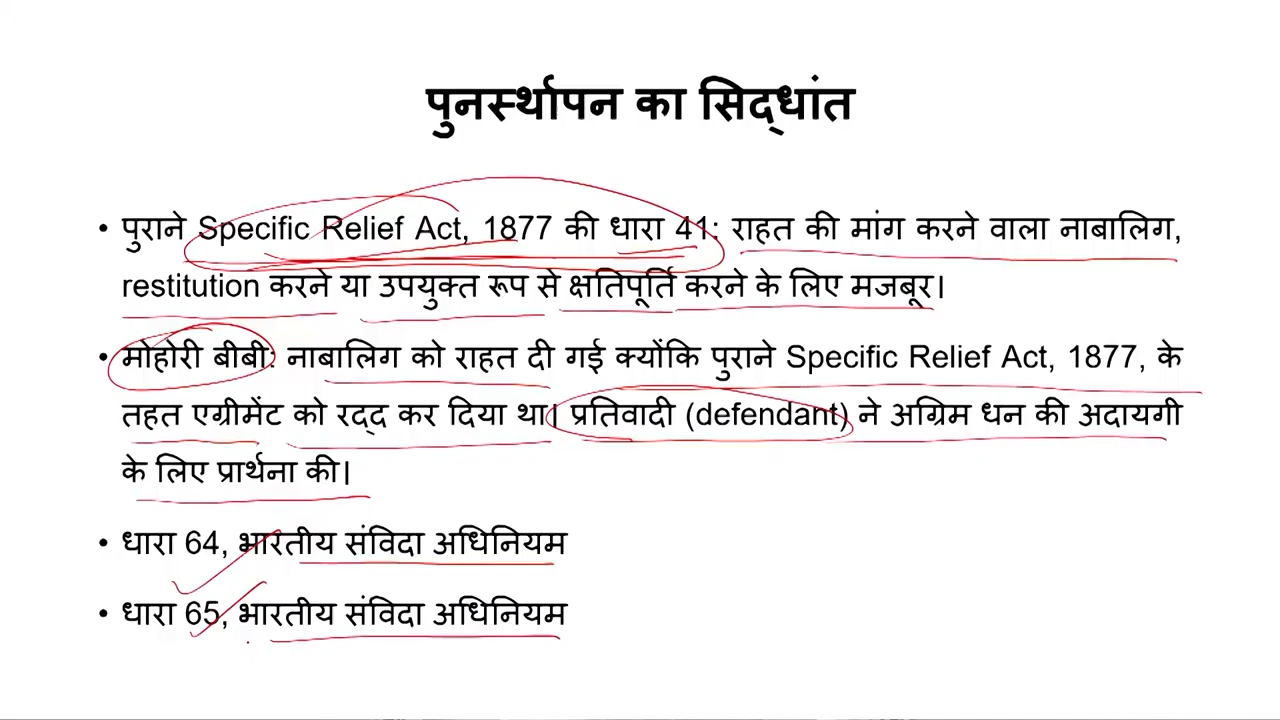 पुनर्स्थापन का सिद्धांत
• पुराने Specific Relief Act, 1877 की धारा 41: राहत की मांग करने वाला नाबालिग,
restitution करने या उपयुक्त रूप से क्षतिपूर्ति करने के लिए मजबूर।
• मोहोरी बीबी: नाबालिग को राहत दी गई क्योंकि पुराने Specific Relief Act, 1877, के
तहत एग्रीमेंट को रद्द कर दिया था। प्रतिवादी (defendant) ने अग्रिम धन की अदायगी
के लिए प्रार्थना की।
• धारा 64, भारतीय संविदा अधिनियम
• धारा 65, भारतीय संविदा अधिनियम